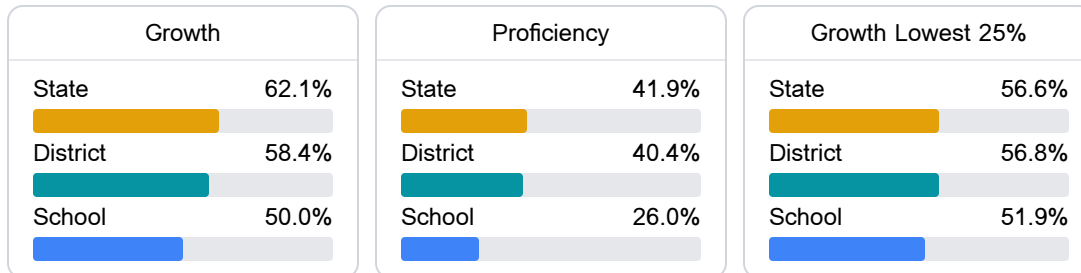 Growth
State 62.1%
District 58.4%
School 50.0%
Proficiency
State 41.9%
District 40.4%
School 26.0%
Growth Lowest 25%
State 56.6%
District 56.8%
School 51.9%